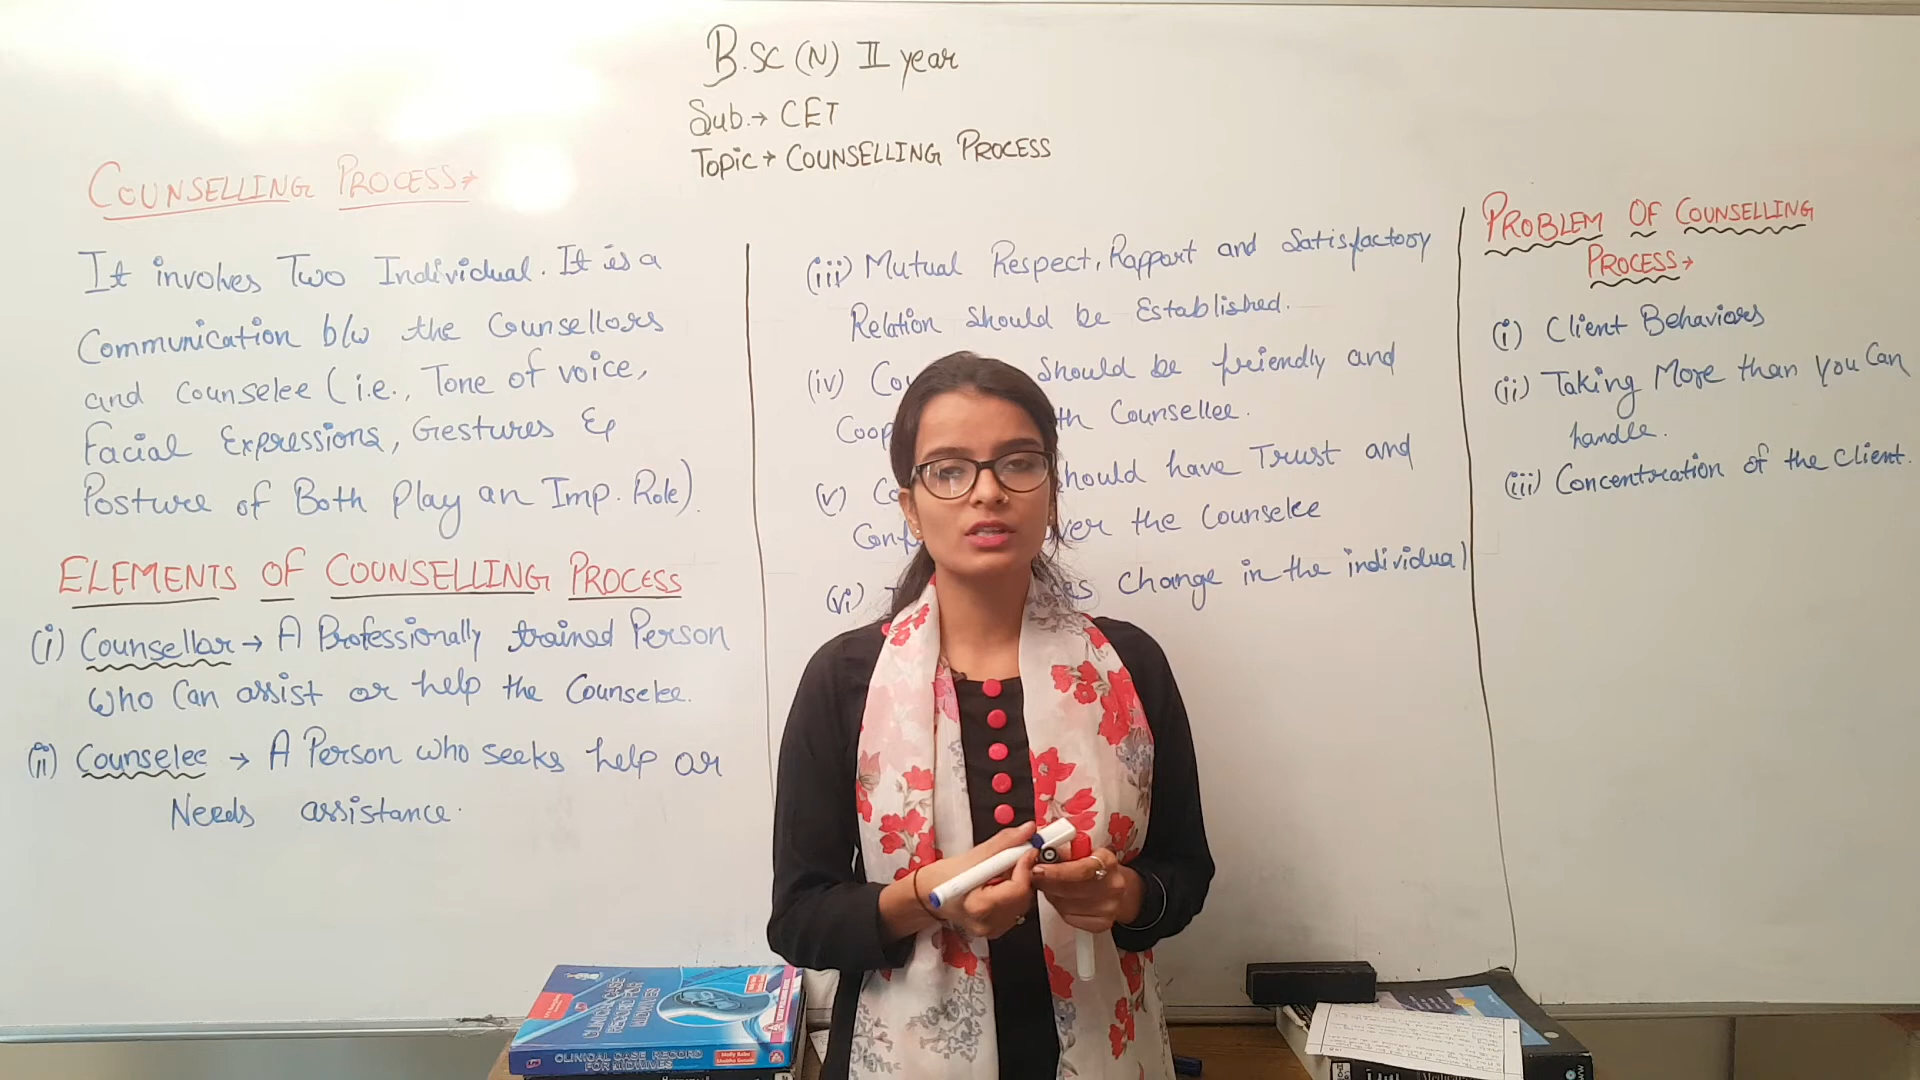 B.SC (N) II year
Sub.→ CET
Topic → COUNSELLING PROCESS
COUNSELLING PROCESS→
It involves Two Individual. It is a
Communication b/w the Counsellors
and Counselee (i.e., Tone of voice,
Facial Expressions, Gestures &
Posture of Both Play an Imp. Role).
ELEMENTS OF COUNSELLING PROCESS
(i) Counsellor → A Professionally trained Person
Who Can assist or help the Counselee.
(ii) Counselee → A Person who seeks help or
Needs assistance.
(iii) Mutual Respect, Rapport and Satisfactory
Relation should be Established.
(iv) should be friendly and
Counsellee.
(v) should have Trust and
the Counselee
(vi) Change in the individual
PROBLEM OF COUNSELLING
PROCESS→
(i) Client Behaviors
(ii) Taking More than you Can
handle.
(iii) Concentration of the Client.
CLINICAL CASE
RECORD FOR
MIDWIVES
CLINICAL CASE RECORD
FOR MIDWIVES